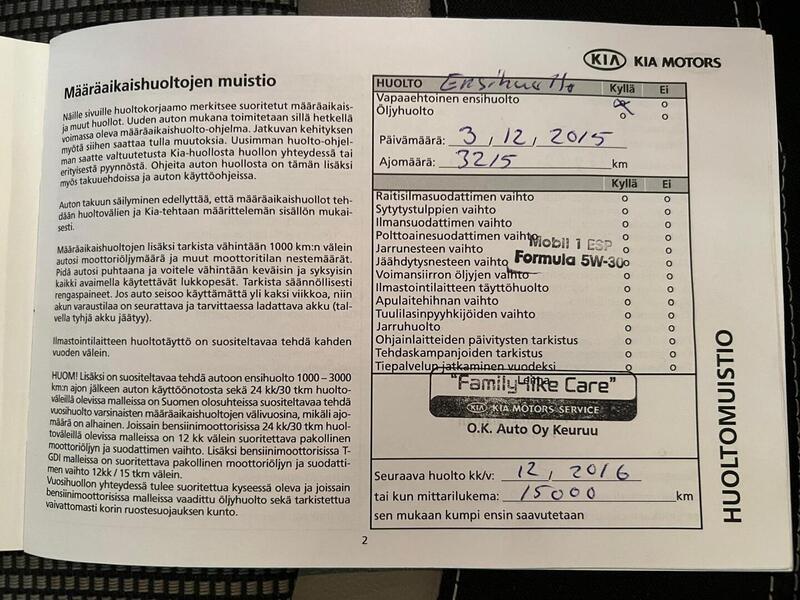 KIA KIA MOTORS
Määräaikaishuoltojen muistio
Näille sivuille huoltokorjaamo merkitsee suoritetut määräaikais-
ja muut huollot. Uuden auton mukana toimitetaan sillä hetkellä
voimassa oleva määräaikaishuolto-ohjelma. Jatkuvan kehityksen
myötä siihen saattaa tulla muutoksia. Uusimman huolto-ohjel-
man saatte valtuutetusta Kia-huollosta huollon yhteydessä tai
erityisestä pyynnöstä. Ohjeita auton huollosta on tämän lisäksi
myös takuuehdoissa ja auton käyttöohjeissa.
Auton takuun säilyminen edellyttää, että määräaikaishuollot teh-
dään huoltovälien ja Kia-tehtaan määrittelemän sisällön mukai-
sesti.
Määräaikaishuoltojen lisäksi tarkista vähintään 1000 km:n välein
autosi moottoriöljymäärä ja muut moottoritilan nestemäärät.
Pidä autosi puhtaana ja voitele vähintään keväisin ja syksyisin
kaikki avaimella käytettävät lukkopesät. Tarkista säännöllisesti
rengaspaineet. Jos auto seisoo käyttämättä yli kaksi viikkoa, niin
akun varaustilaa on seurattava ja tarvittaessa ladattava akku (tal-
vella tyhjä akku jäätyy).
Ilmastointilaitteen huoltotäyttö on suositeltavaa tehdä kahden
vuoden välein.
HUOM! Lisäksi on suositeltavaa tehdä autoon ensihuolto 1000 – 3000
km:n ajon jälkeen auton käyttöönotosta sekä 24 kk/30 tkm huolto-
väleillä olevissa malleissa on Suomen olosuhteissa suositeltavaa tehdä
vuosihuolto varsinaisten määräaikaishuoltojen välivuosina, mikäli ajo-
määrä on alhainen. Joissain bensiinimoottorisissa 24 kk/30 tkm huol-
toväleillä olevissa malleissa on 12 kk välein suoritettava pakollinen
moottoriöljyn ja suodattimen vaihto. Lisäksi bensiinimoottorisissa T-
GDI malleissa on suoritettava pakollinen moottoriöljyn ja suodatti-
men vaihto 12kk / 15 tkm välein.
Vuosihuollon yhteydessä tulee suoritettua kyseessä oleva ja joissain
bensiinimoottorisissa malleissa vaadittu öljyhuolto sekä tarkistettua
vaivattomasti korin ruostesuojauksen kunto.
HUOLTO Ensihuolto Kyllä Ei
Vapaaehtoinen ensihuolto o
Öljyhuolto o o
Päivämäärä: 3, 12, 2015
Ajomäärä: 3215 km
Kyllä Ei
Raitisilmasuodattimen vaihto o o
Sytytystulppien vaihto o o
Ilmansuodattimen vaihto o o
Polttoainesuodattimen vaihto o o
Jarrunesteen vaihto o o
Jäähdytysnesteen vaihto o o
Voimansiirron öljyjen vaihto o o
Ilmastointilaitteen täyttöhuolto o o
Apulaitehihnan vaihto o o
Tuulilasinpyyhkijöiden vaihto o o
Jarruhuolto o o
Ohjainlaitteiden päivitysten tarkistus o o
Tehdaskampanjoiden tarkistus o o
Tiepalvelun jatkaminen vuodeksi o o
Mobil 1 ESP
Formula 5W-30
"Family-like Care"
KIA KIA MOTORS SERVICE
O.K. Auto Oy Keuruu
Seuraava huolto kk/v: 12, 2016
tai kun mittarilukema: 15000 km
sen mukaan kumpi ensin saavutetaan
HUOLTOMUISTIO
2